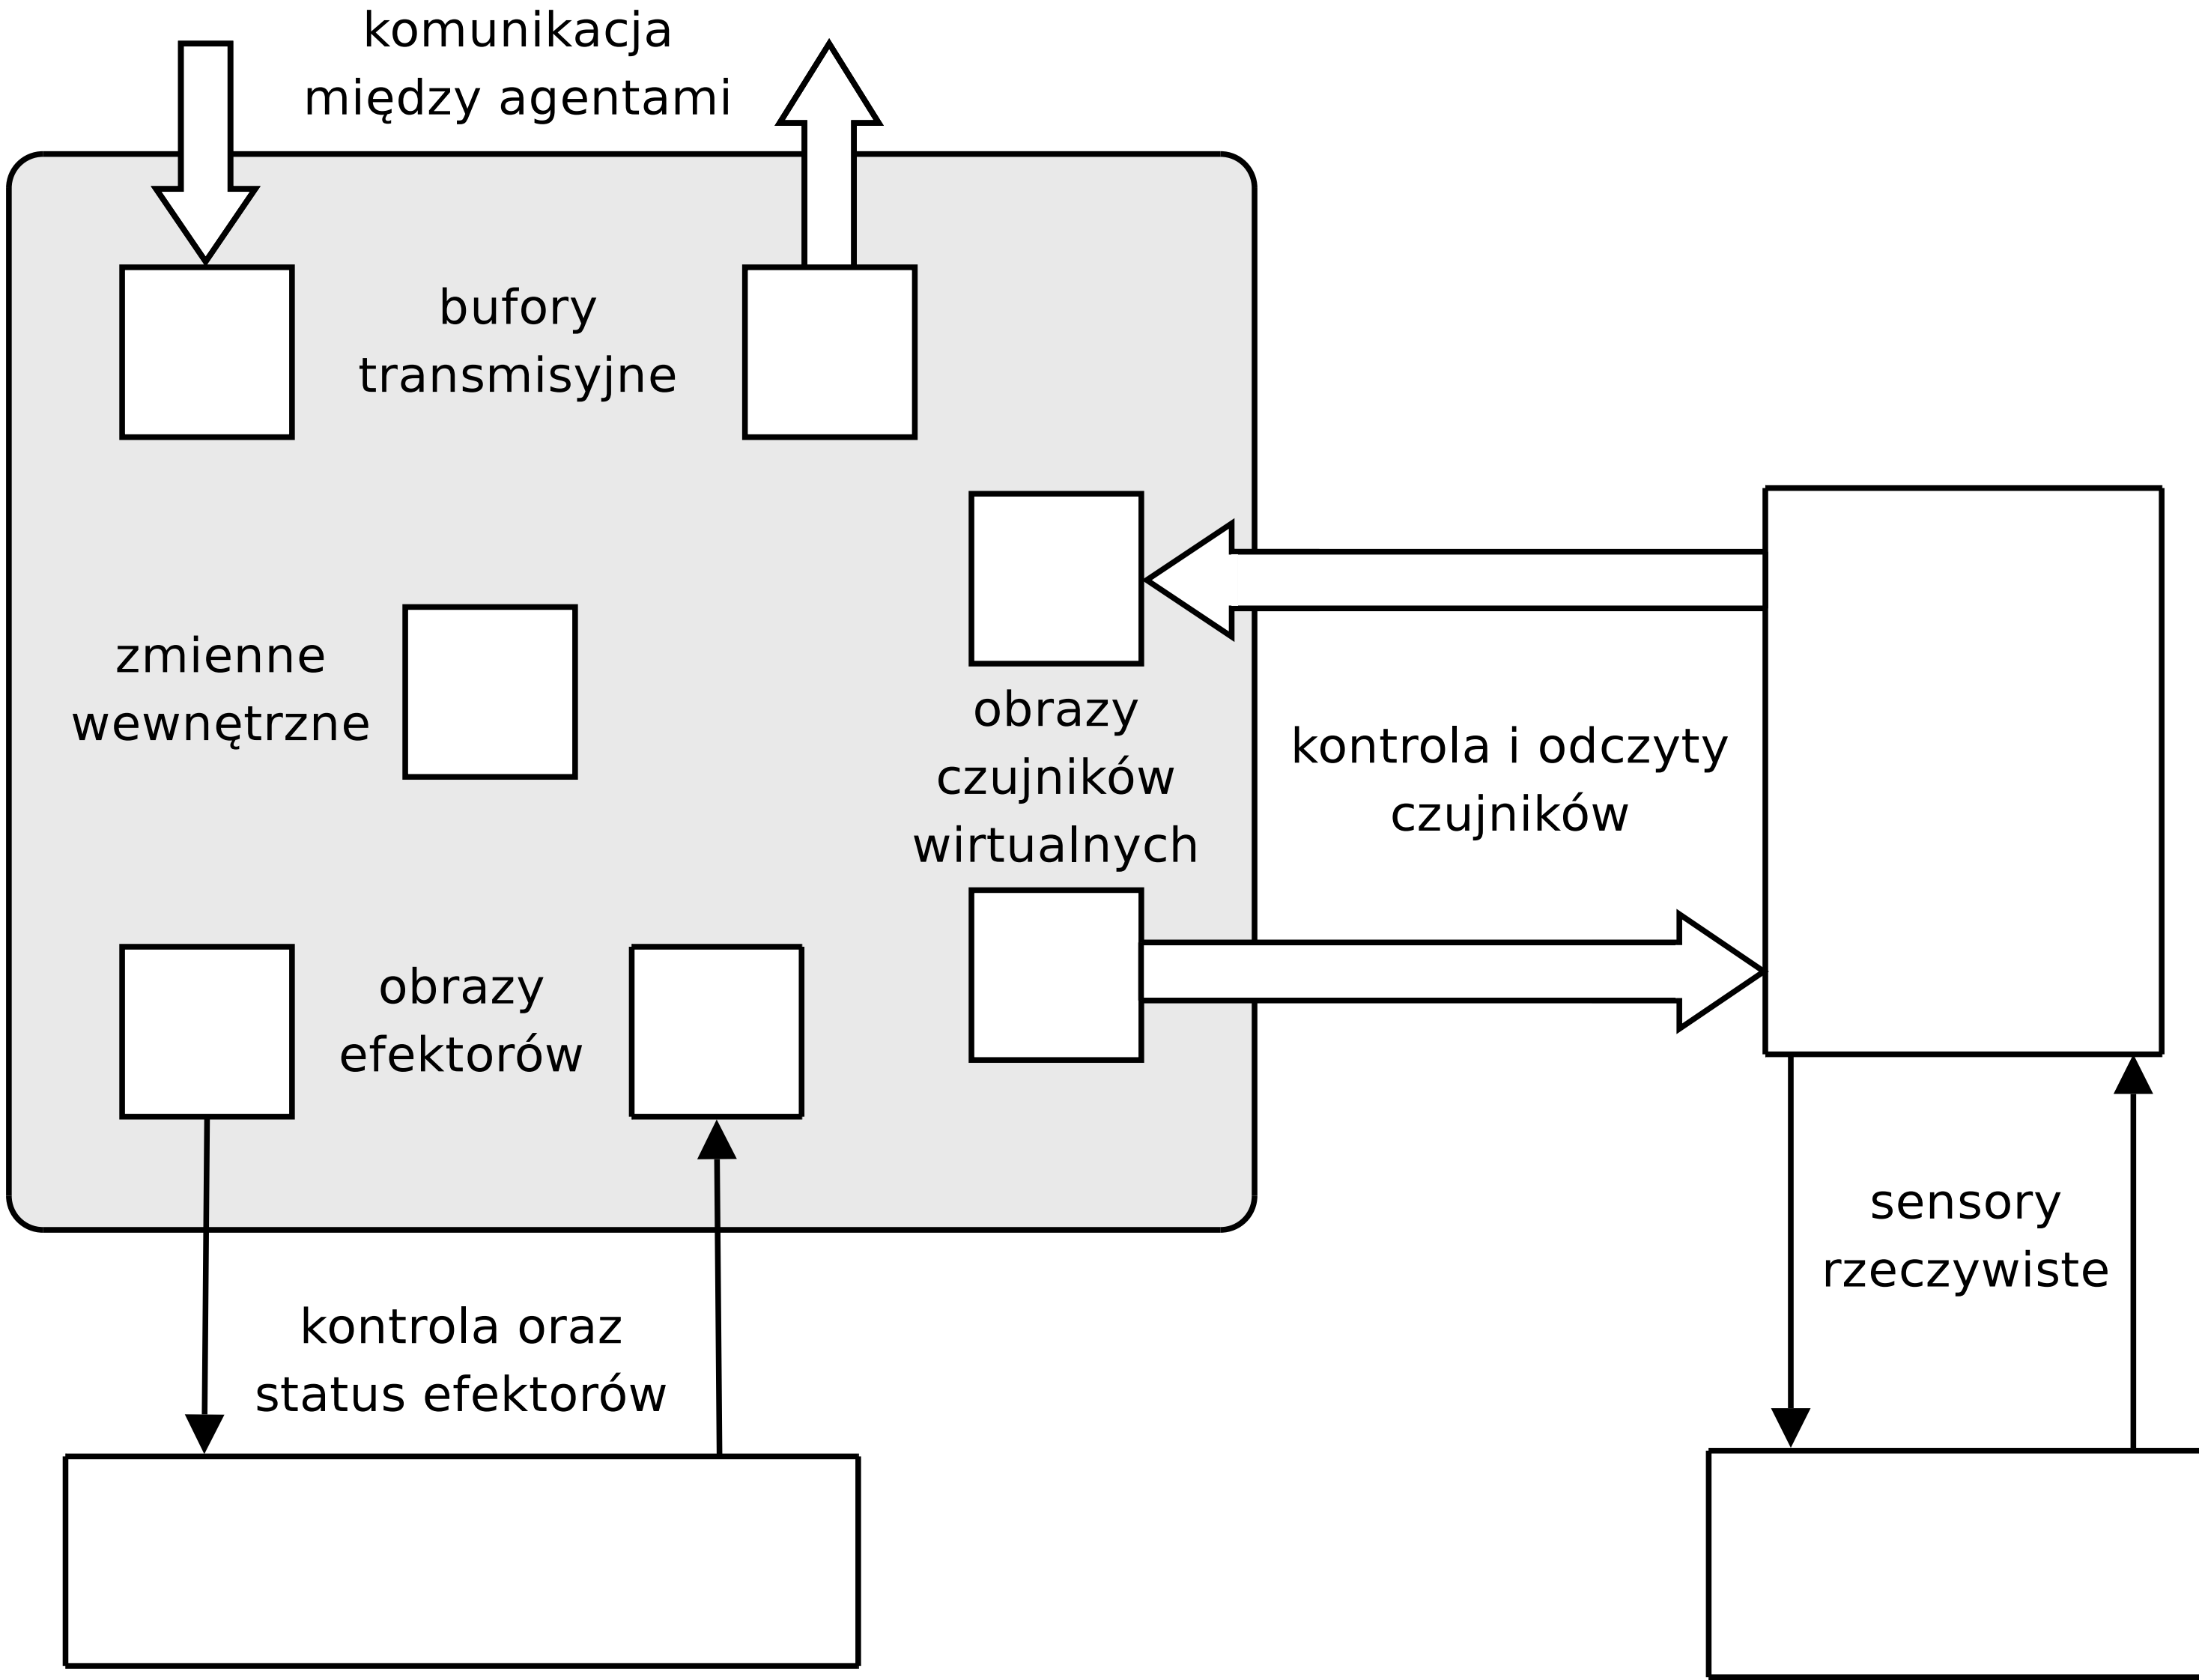 komunikacja
między agentami
bufory
transmisyjne
zmienne
wewnętrzne
obrazy
czujników
wirtualnych
kontrola i odczyty
czujników
obrazy
efektorów
sensory
rzeczywiste
kontrola oraz
status efektorów